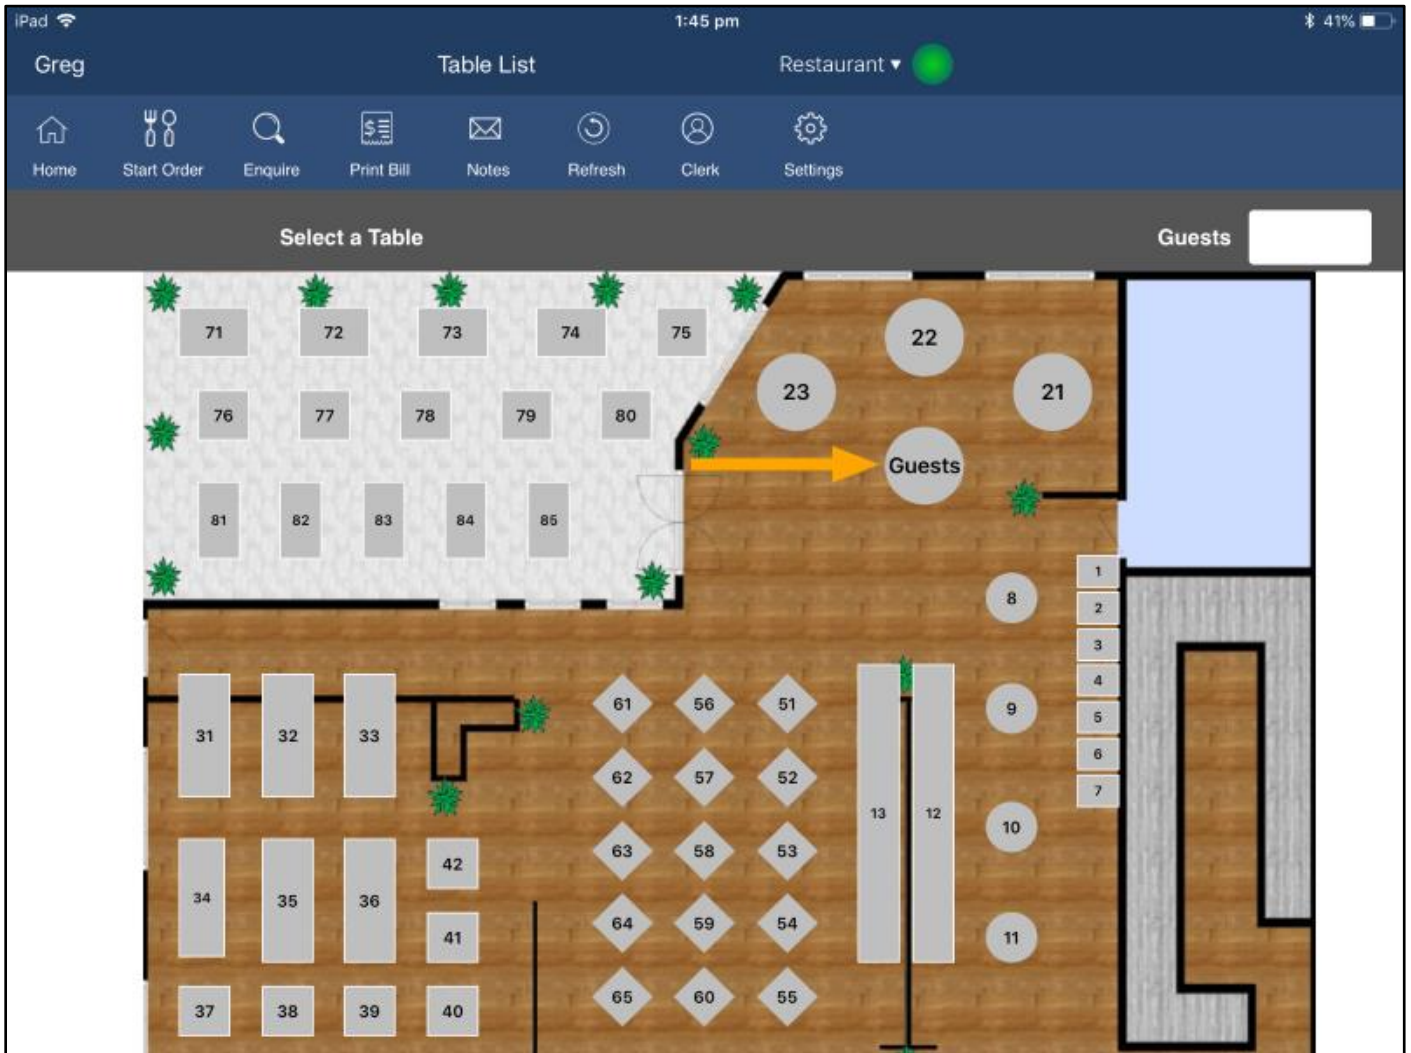 iPad 1:45 pm 41%
Greg Table List Restaurant ▾
Home Start Order Enquire Print Bill Notes Refresh Clerk Settings
Select a Table Guests
71 72 73 74 75
22
23 21
76 77 78 79 80
Guests
81 82 83 84 85
1
8
2
3
4
61 56 51
9
5
31 32 33
6
62 57 52
7
13 12
10
63 58 53
42
34 35 36
64 59 54
41
11
65 60 55
37 38 39 40